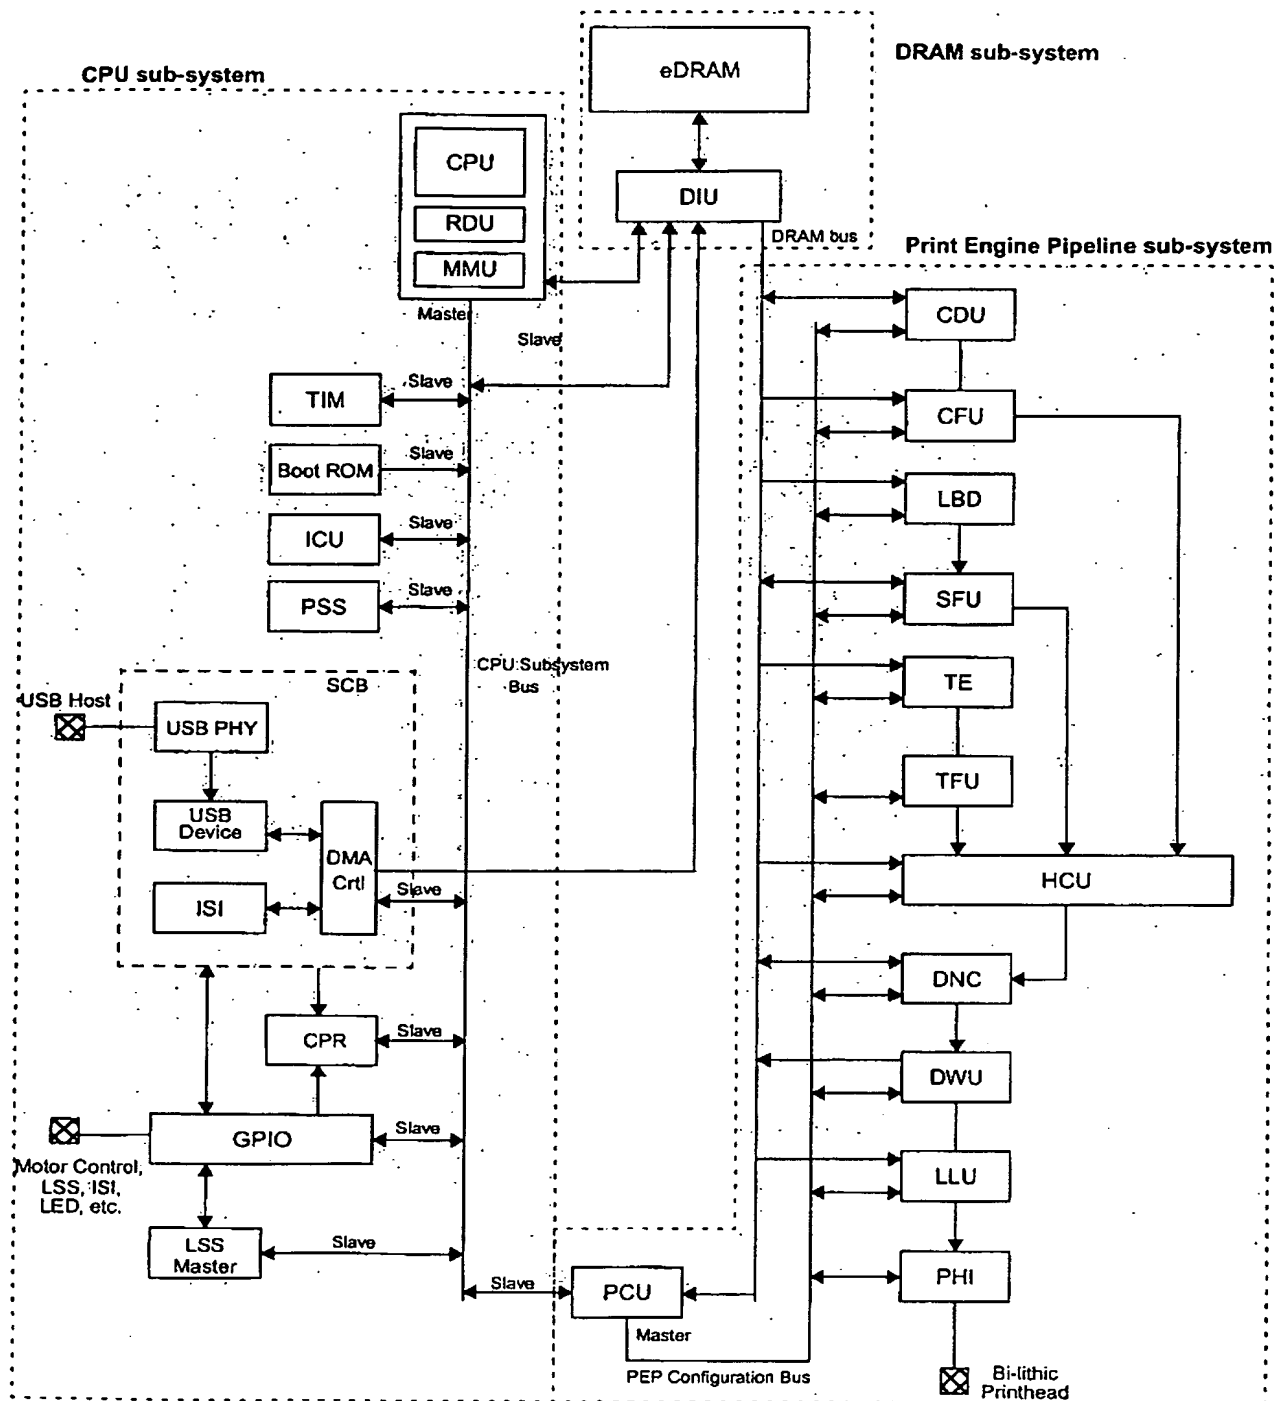 CPU sub-system
DRAM sub-system
eDRAM
CPU
RDU
MMU
DIU
DRAM bus
Print Engine Pipeline sub-system
Master
Slave
CDU
TIM
Slave
CFU
Boot ROM
Slave
LBD
ICU
Slave
PSS
Slave
SFU
CPU Subsystem
Bus
TE
SCB
USB Host
USB PHY
TFU
USB
Device
DMA
Crtl
Slave
ISI
HCU
DNC
CPR
Slave
DWU
GPIO
Slave
Motor Control,
LSS, ISI,
LED, etc.
LLU
LSS
Master
Slave
PHI
Slave
PCU
Master
PEP Configuration Bus
Bi-lithic
Printhead